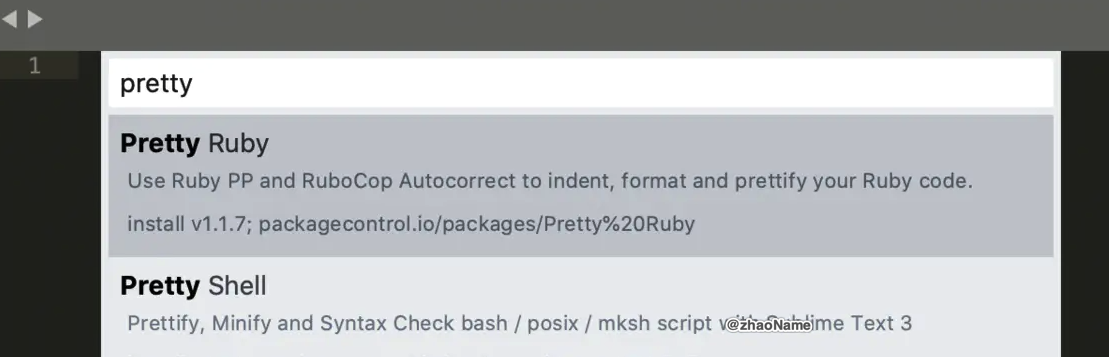 1
pretty
Pretty Ruby
Use Ruby PP and RuboCop Autocorrect to indent, format and prettify your Ruby code.
install v1.1.7; packagecontrol.io/packages/Pretty%20Ruby
Pretty Shell
Prettify, Minify and Syntax Check bash / posix / mksh script with Sublime Text 3
@zhaoName